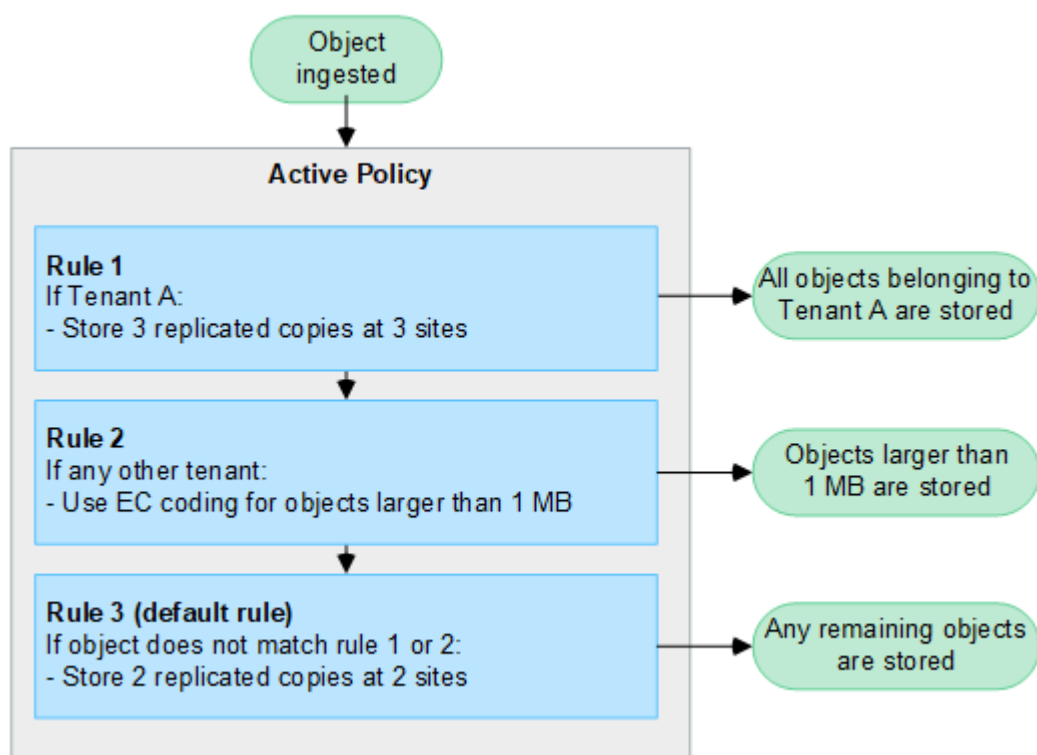 Object
ingested
Active Policy
Rule 1
If Tenant A:
- Store 3 replicated copies at 3 sites
All objects belonging to
Tenant A are stored
Rule 2
If any other tenant:
- Use EC coding for objects larger than 1 MB
Objects larger than
1 MB are stored
Rule 3 (default rule)
If object does not match rule 1 or 2:
- Store 2 replicated copies at 2 sites
Any remaining objects
are stored